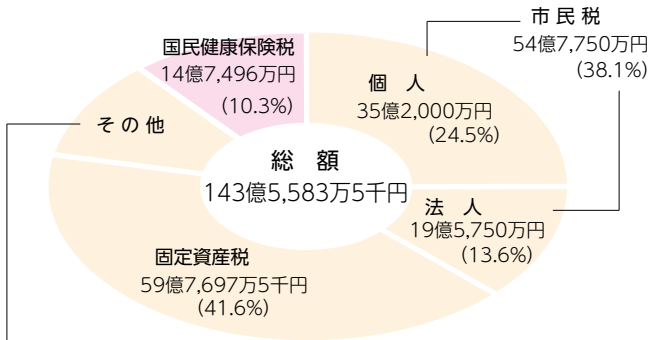 市民税
54億7,750万円
(38.1%)
国民健康保険税
14億7,496万円
(10.3%)
個 人
35億2,000万円
(24.5%)
その他
総 額
143億5,583万5千円
法 人
19億5,750万円
(13.6%)
固定資産税
59億7,697万5千円
(41.6%)